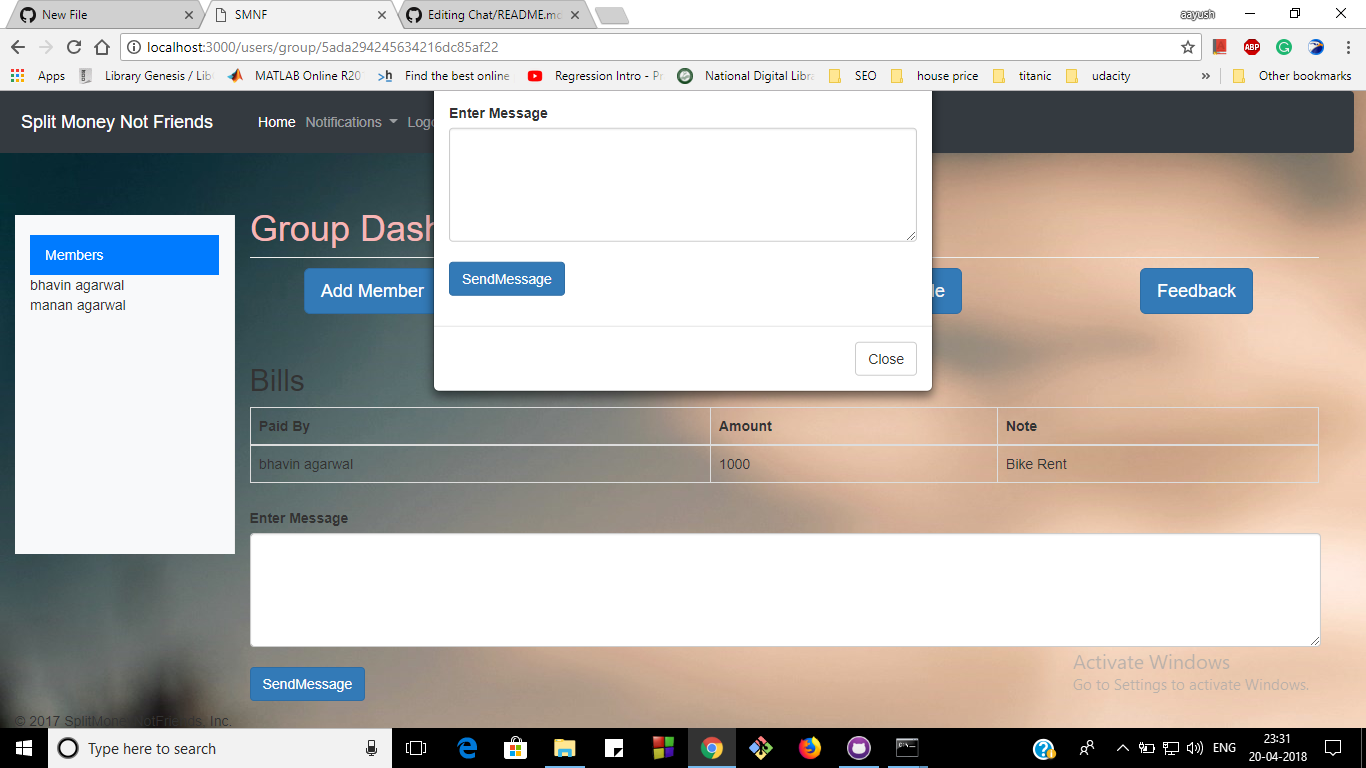 New File
SMNF
Editing Chat/README.md
aayush
localhost:3000/users/group/5ada294245634216dc85af22
ABP
Apps
Library Genesis / Lib
MATLAB Online R20
Find the best online
Regression Intro - Pr
National Digital Libra
SEO
house price
titanic
udacity
»
Other bookmarks
Split Money Not Friends
Home
Notifications
Logo
Enter Message
SendMessage
Close
Members
bhavin agarwal
manan agarwal
Group Dash
Add Member
le
Feedback
Bills
Paid By Amount Note
bhavin agarwal 1000 Bike Rent
Enter Message
SendMessage
Activate Windows
Go to Settings to activate Windows.
© 2017 SplitMoneyNotFriends, Inc.
Type here to search
ENG
23:31
20-04-2018